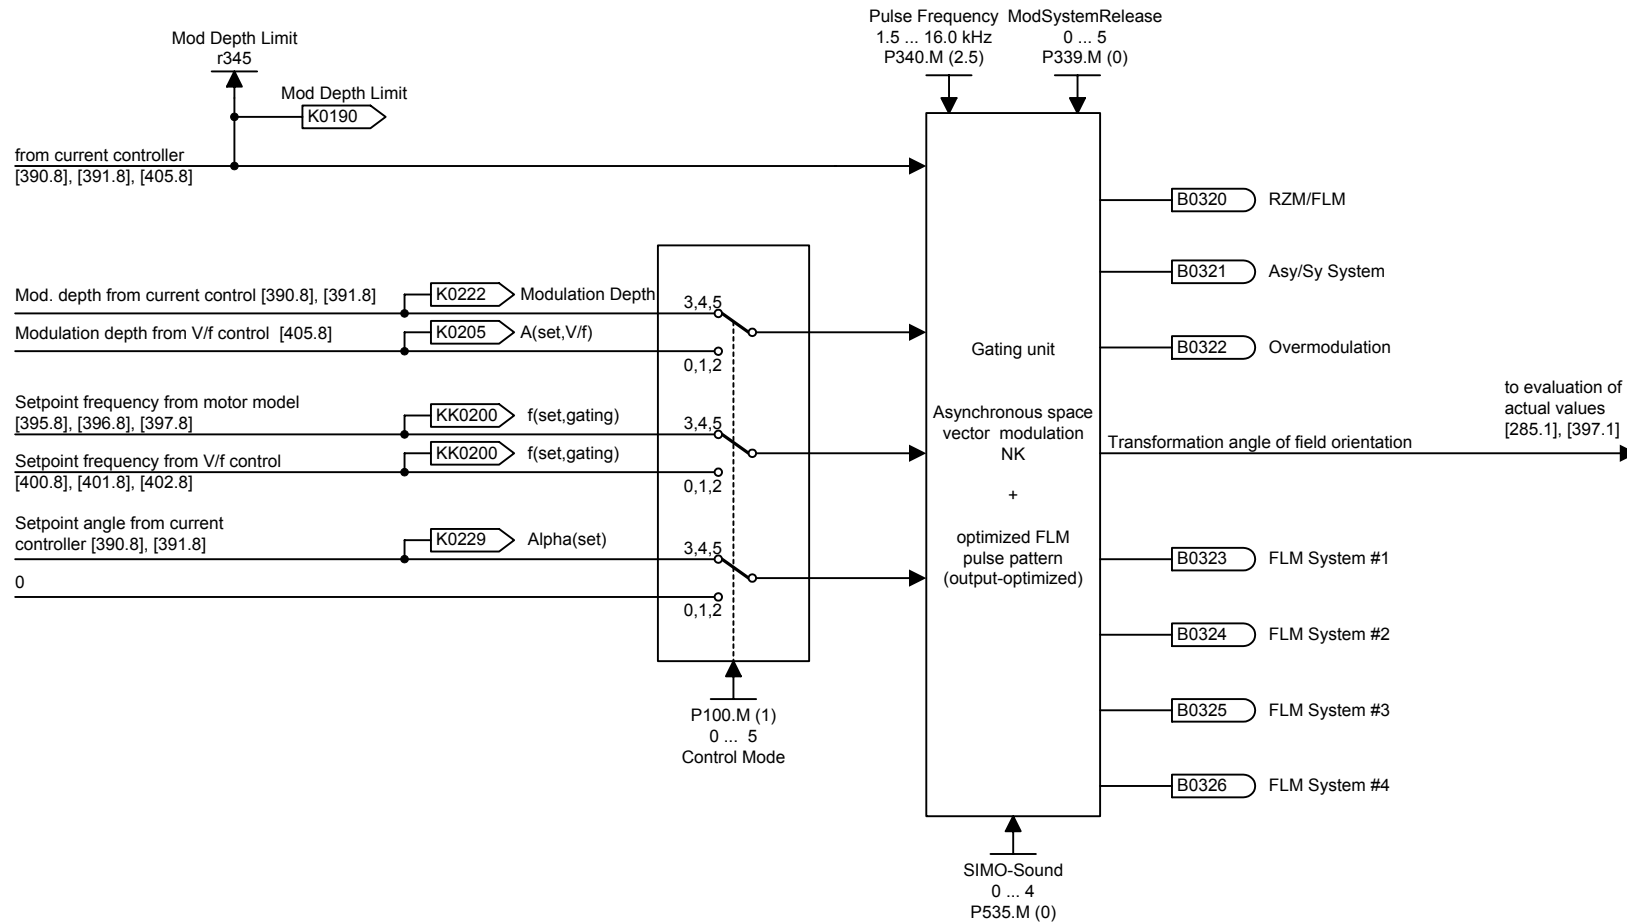 Pulse Frequency
1.5 ... 16.0 kHz
P340.M (2.5)
ModSystemRelease
0 ... 5
P339.M (0)
Mod Depth Limit
r345
Mod Depth Limit
K0190
from current controller
[390.8], [391.8], [405.8]
Mod. depth from current control [390.8], [391.8]
K0222
Modulation Depth
3,4,5
Modulation depth from V/f control [405.8]
K0205
A(set,V/f)
0,1,2
Setpoint frequency from motor model
[395.8], [396.8], [397.8]
KK0200
f(set,gating)
3,4,5
Setpoint frequency from V/f control
[400.8], [401.8], [402.8]
KK0200
f(set,gating)
0,1,2
Setpoint angle from current
controller [390.8], [391.8]
K0229
Alpha(set)
3,4,5
0
0,1,2
P100.M (1)
0 ... 5
Control Mode
Gating unit
Asynchronous space
vector modulation
NK
+
optimized FLM
pulse pattern
(output-optimized)
B0320
RZM/FLM
B0321
Asy/Sy System
B0322
Overmodulation
to evaluation of
actual values
[285.1], [397.1]
Transformation angle of field orientation
B0323
FLM System #1
B0324
FLM System #2
B0325
FLM System #3
B0326
FLM System #4
SIMO-Sound
0 ... 4
P535.M (0)